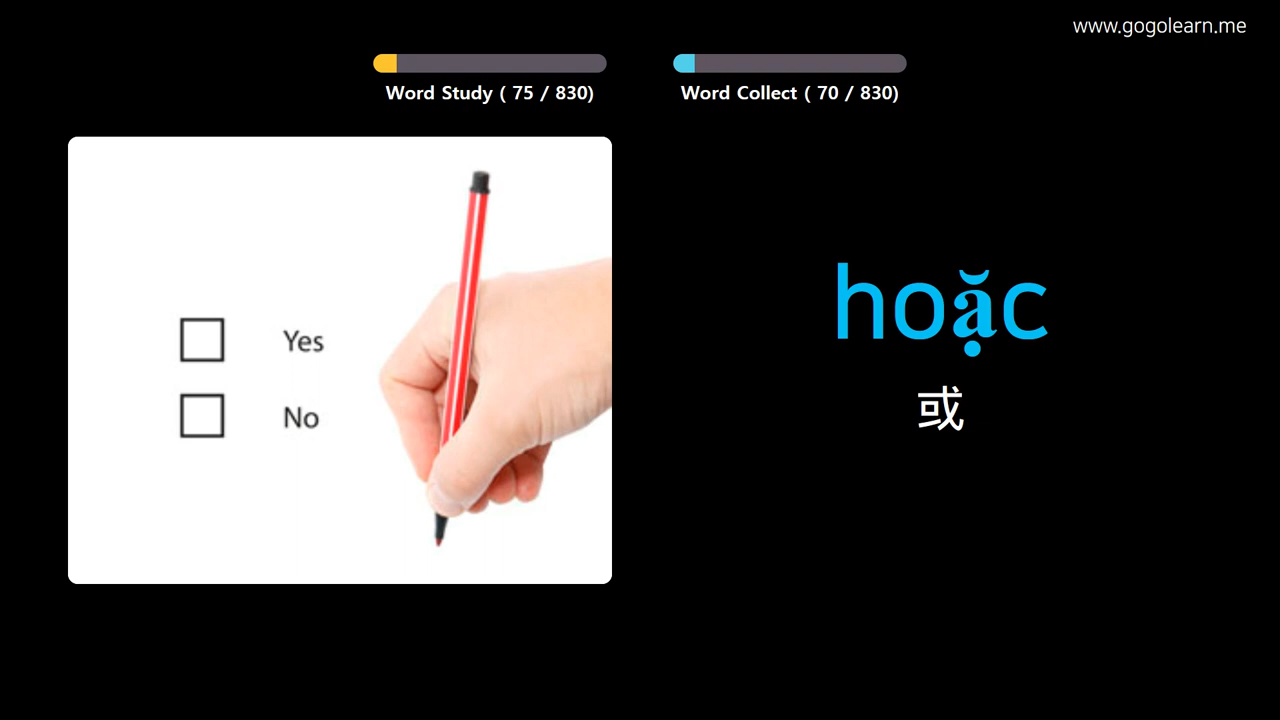 www.gogolearn.me
Word Study ( 75 / 830)
Word Collect ( 70 / 830)
Yes
No
hoặc
或